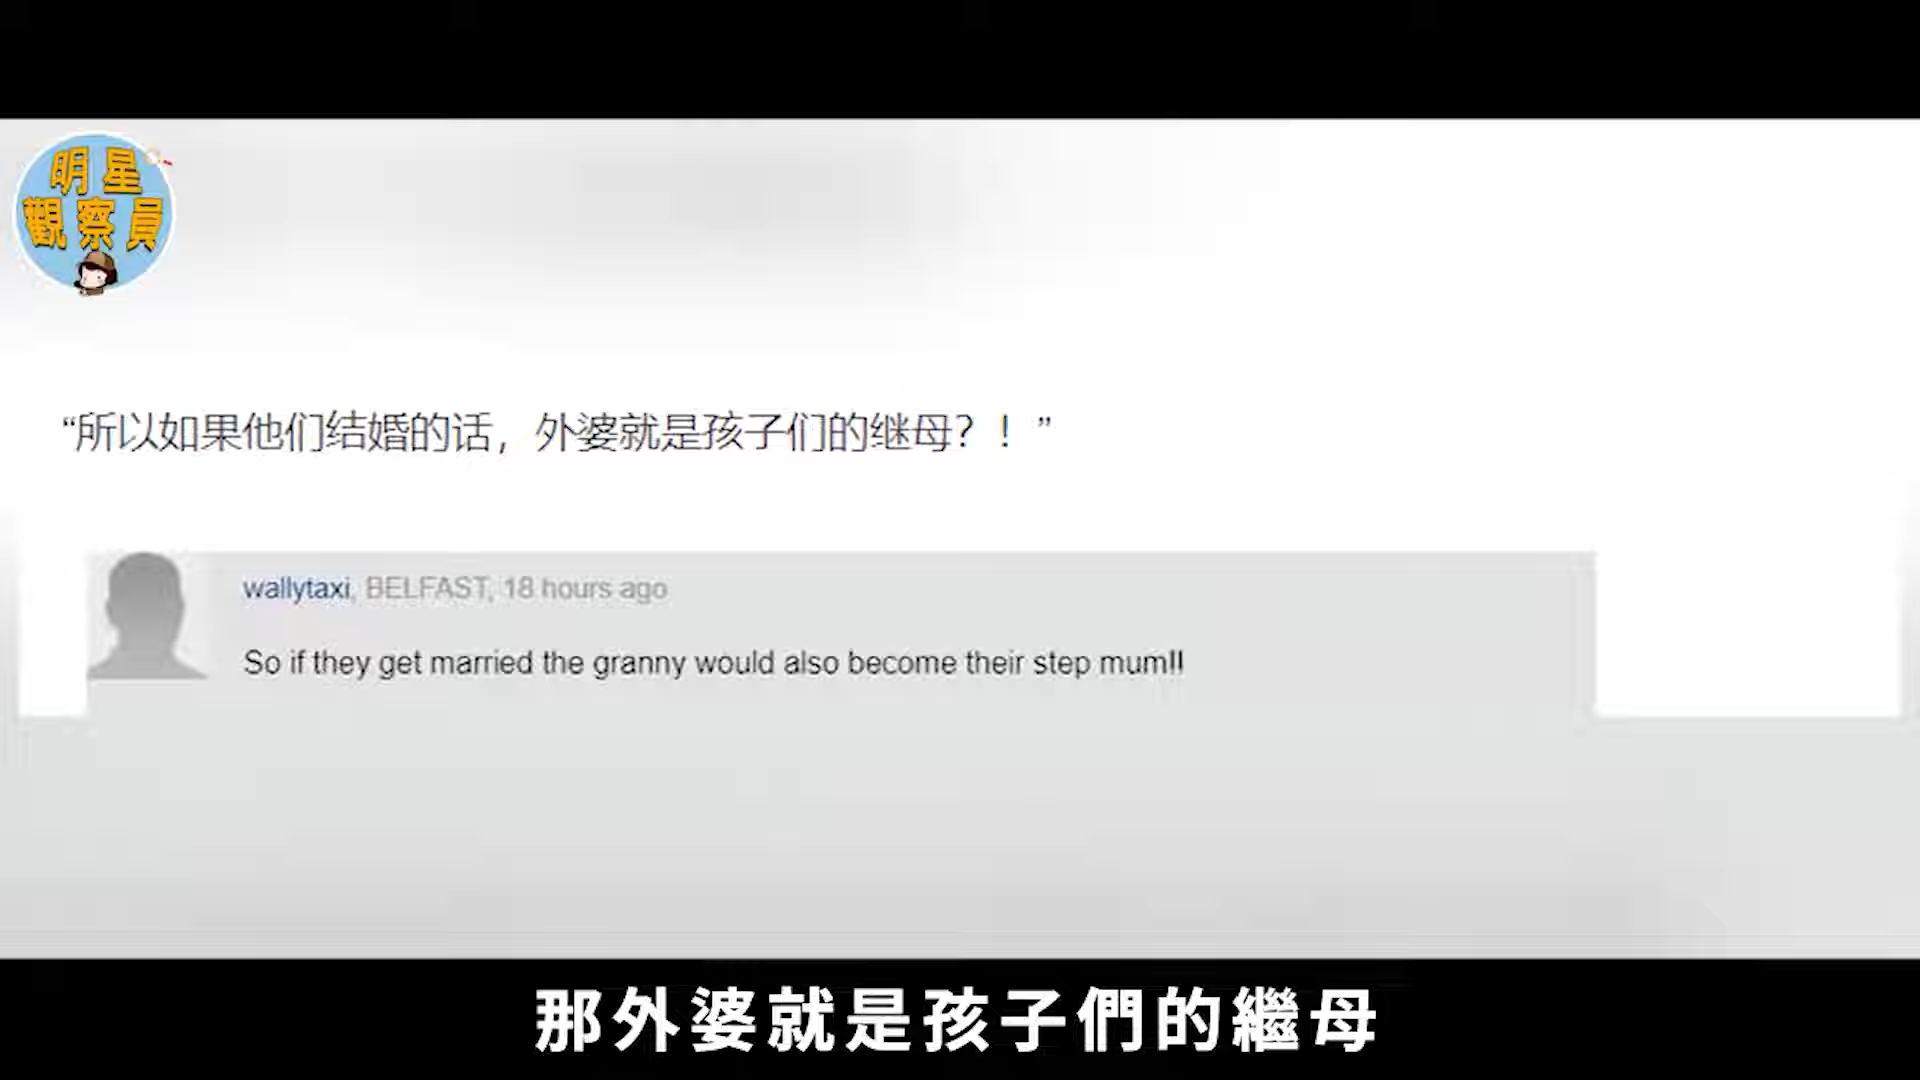 明星
觀察員
“所以如果他们结婚的话，外婆就是孩子们的继母？！”
wallytaxi, BELFAST, 18 hours ago
So if they get married the granny would also become their step mum!!
那外婆就是孩子們的繼母